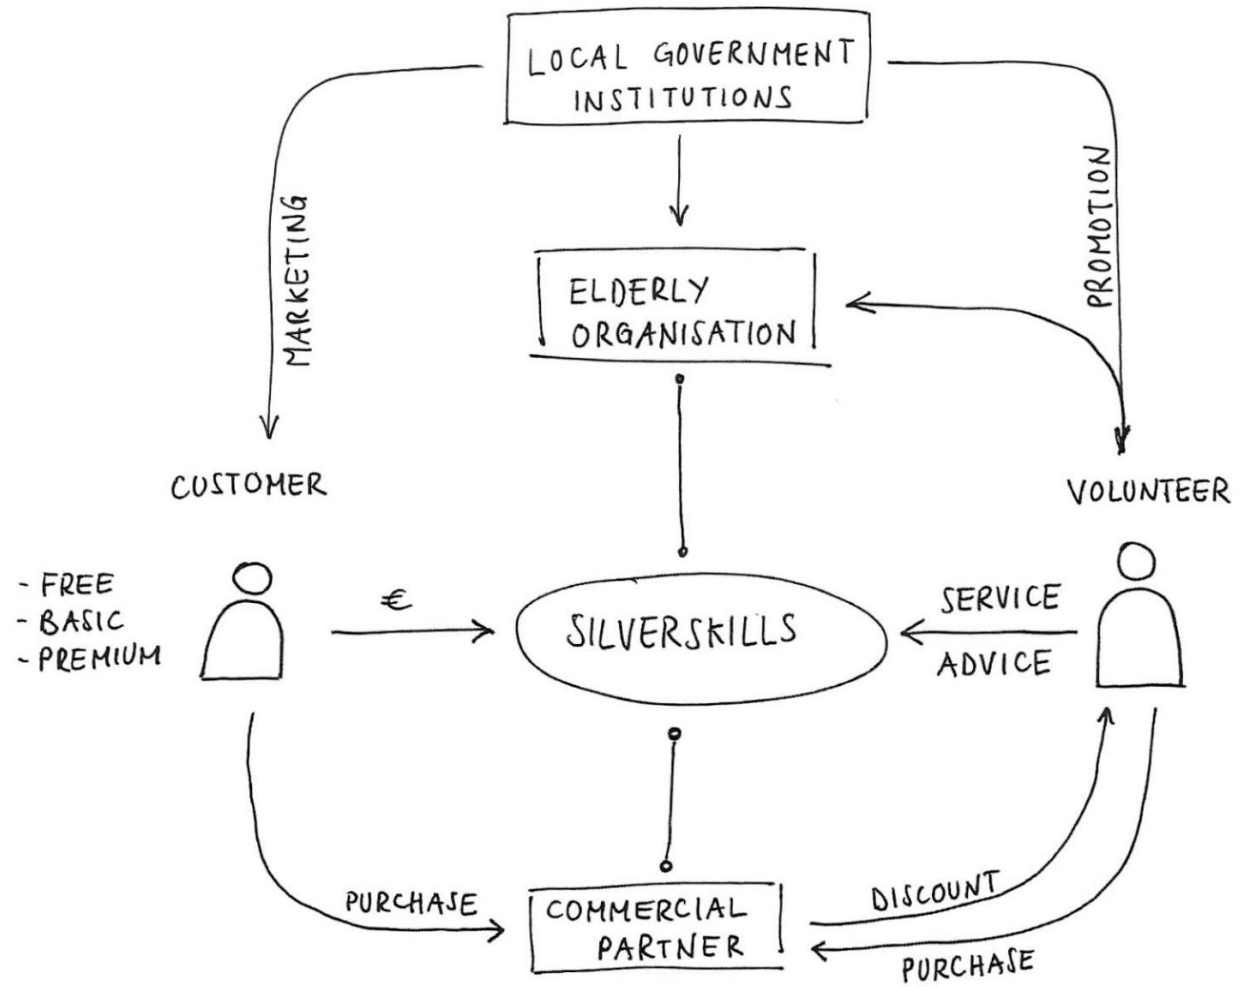 LOCAL GOVERNMENT
INSTITUTIONS
MARKETING
PROMOTION
ELDERLY
ORGANISATION
CUSTOMER
VOLUNTEER
- FREE
- BASIC
- PREMIUM
€
SILVERSKILLS
SERVICE
ADVICE
PURCHASE
COMMERCIAL
PARTNER
DISCOUNT
PURCHASE